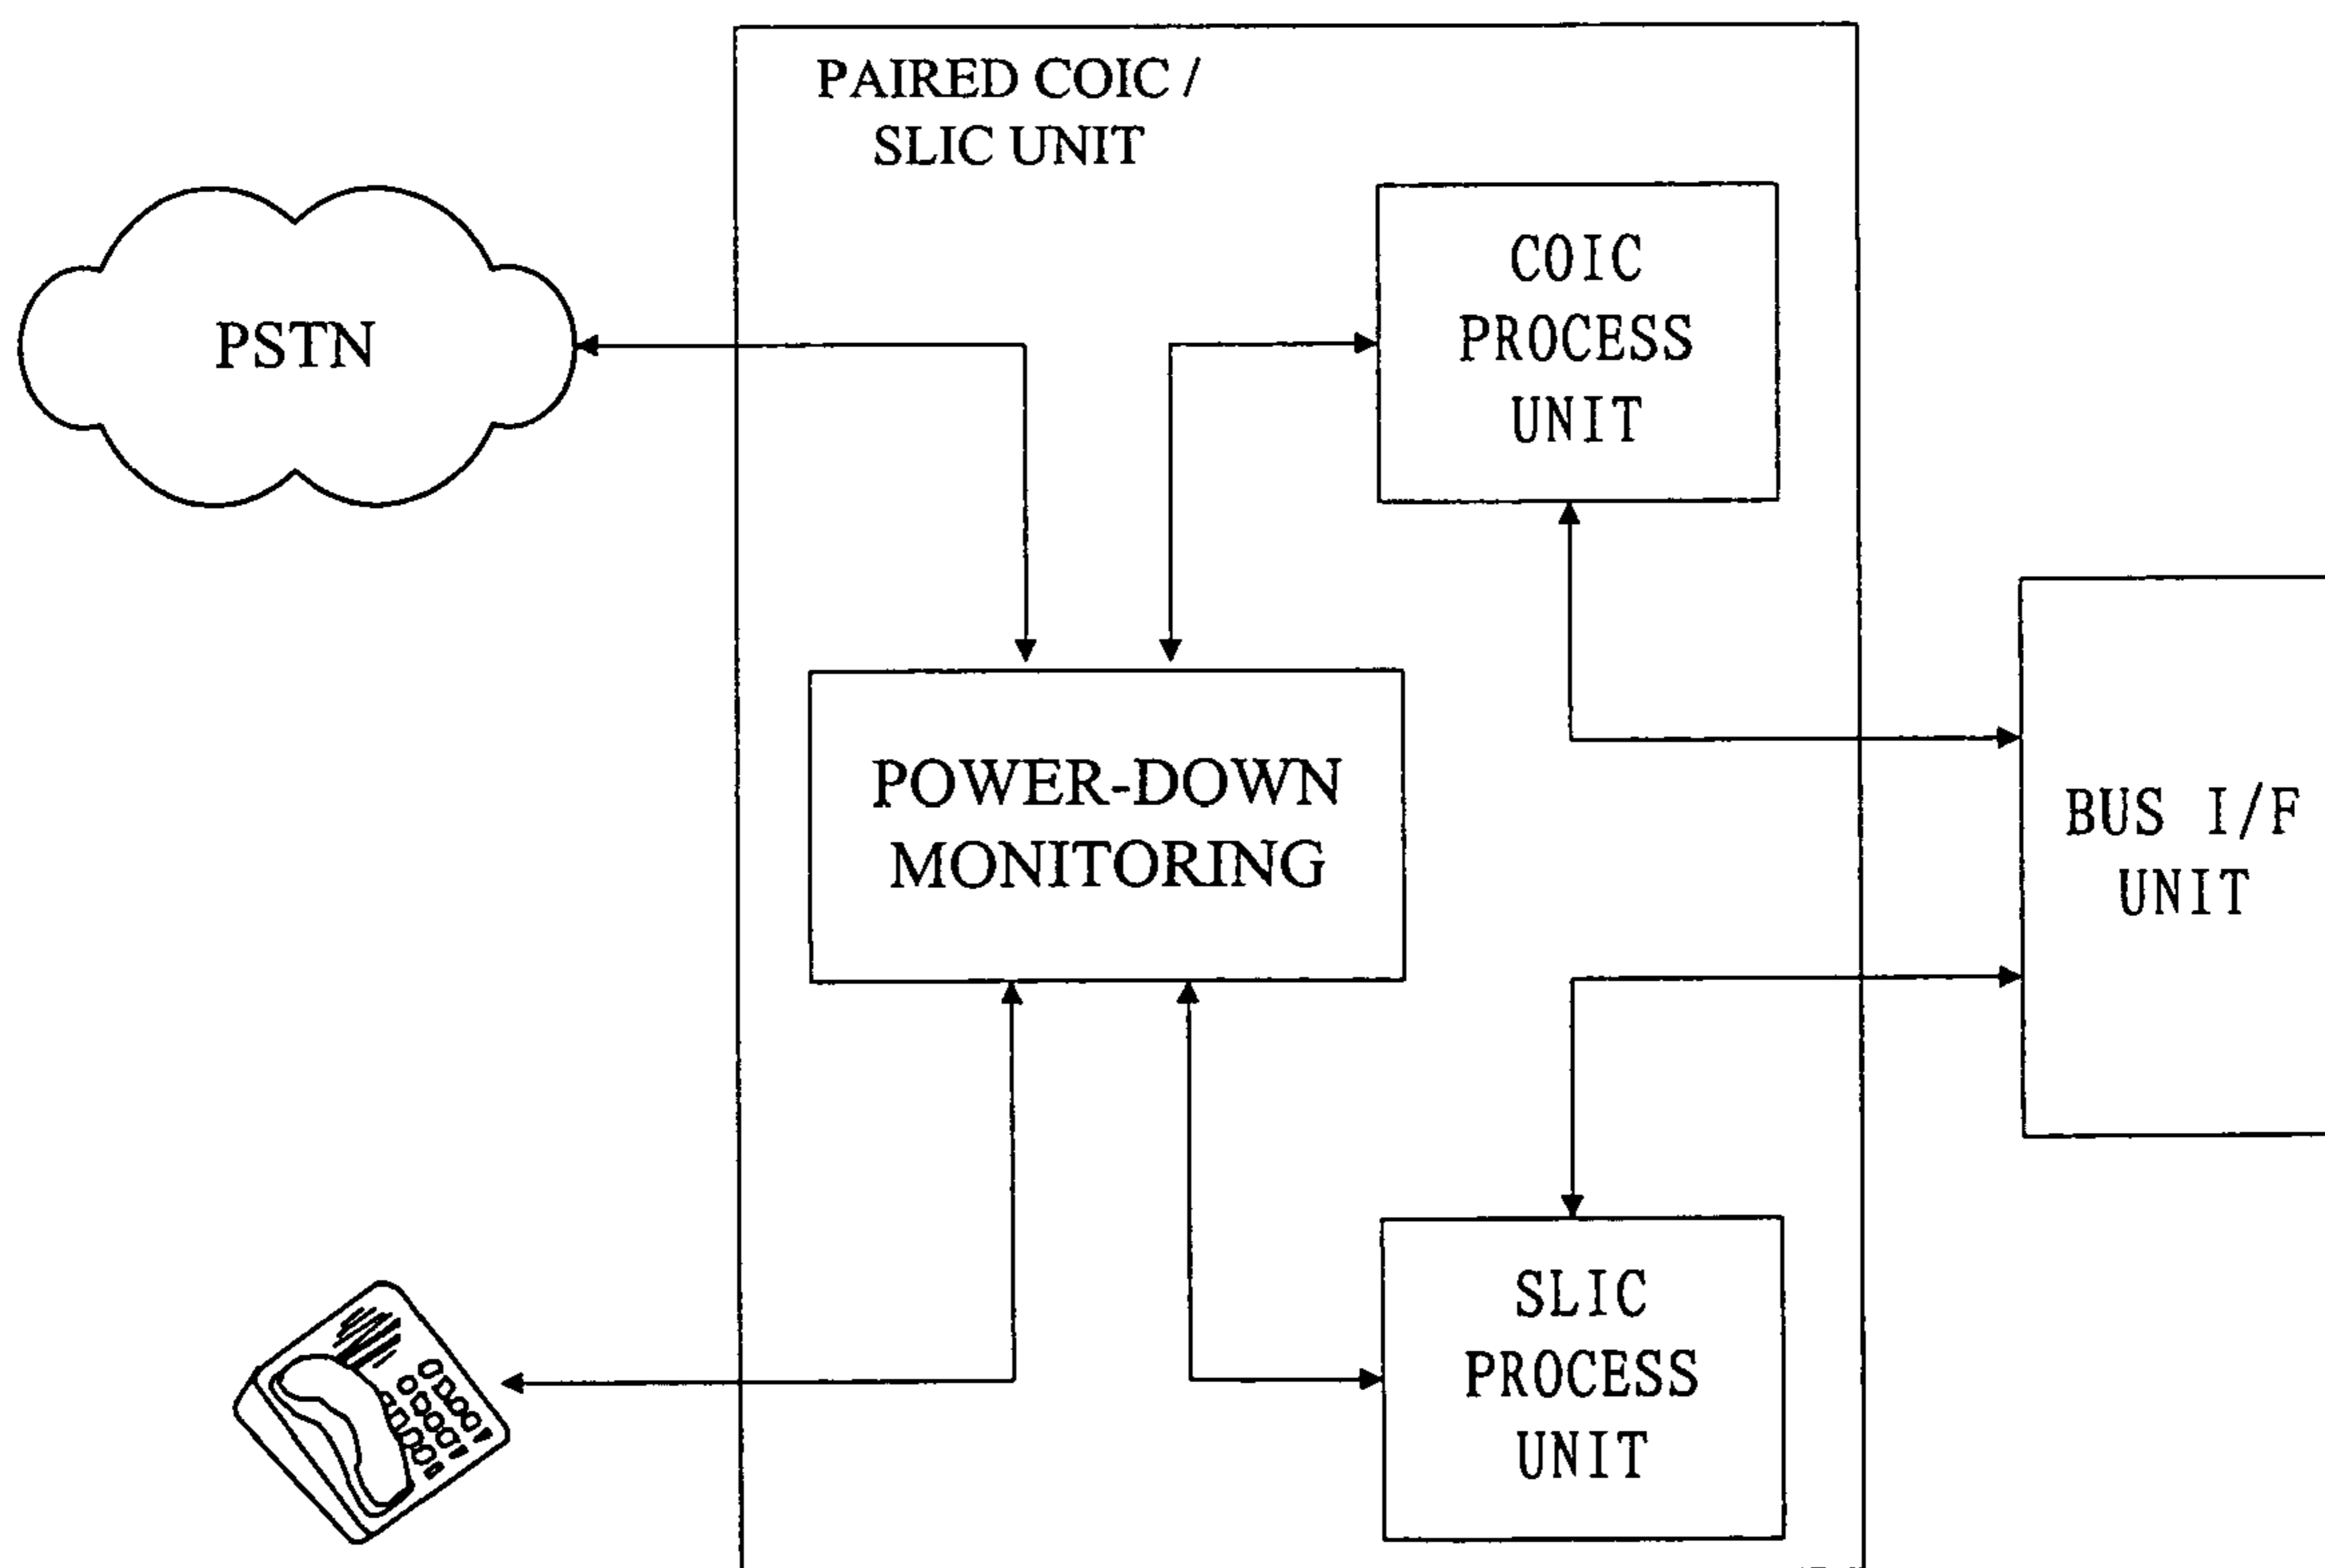 PAIRED COIC /
SLIC UNIT
PSTN
COIC
PROCESS
UNIT
POWER-DOWN
MONITORING
BUS I/F
UNIT
SLIC
PROCESS
UNIT